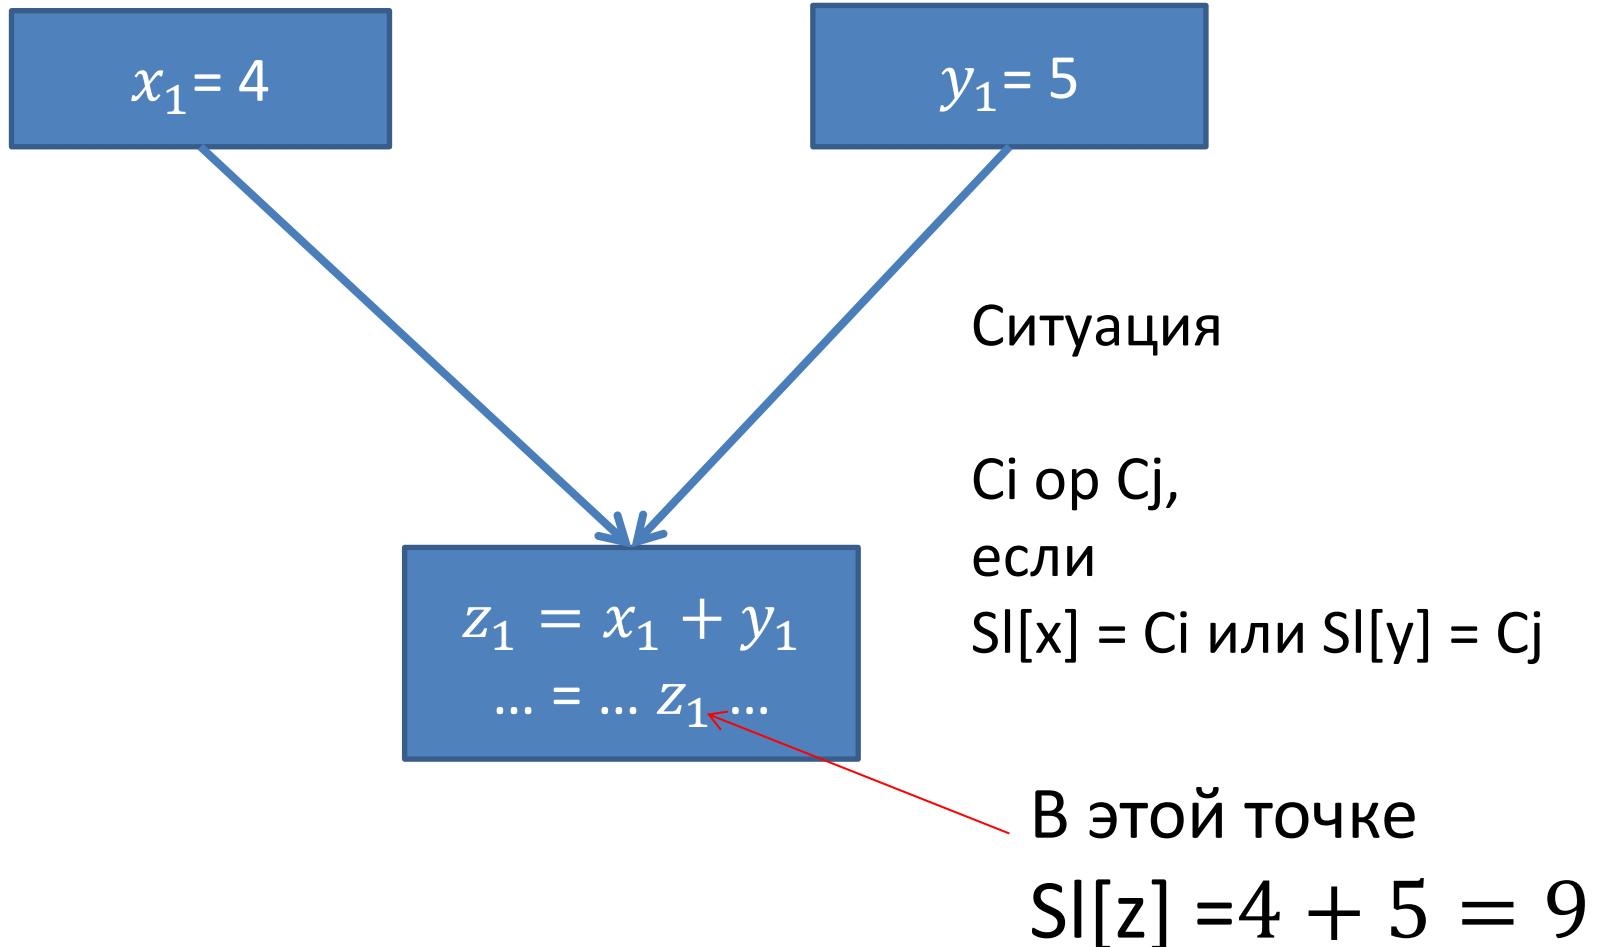 x₁= 4
y₁= 5
Ситуация
Ci op Cj,
если
Sl[x] = Ci или Sl[y] = Cj
z₁ = x₁ + y₁
... = ... z₁ ...
В этой точке
Sl[z] =4 + 5 = 9